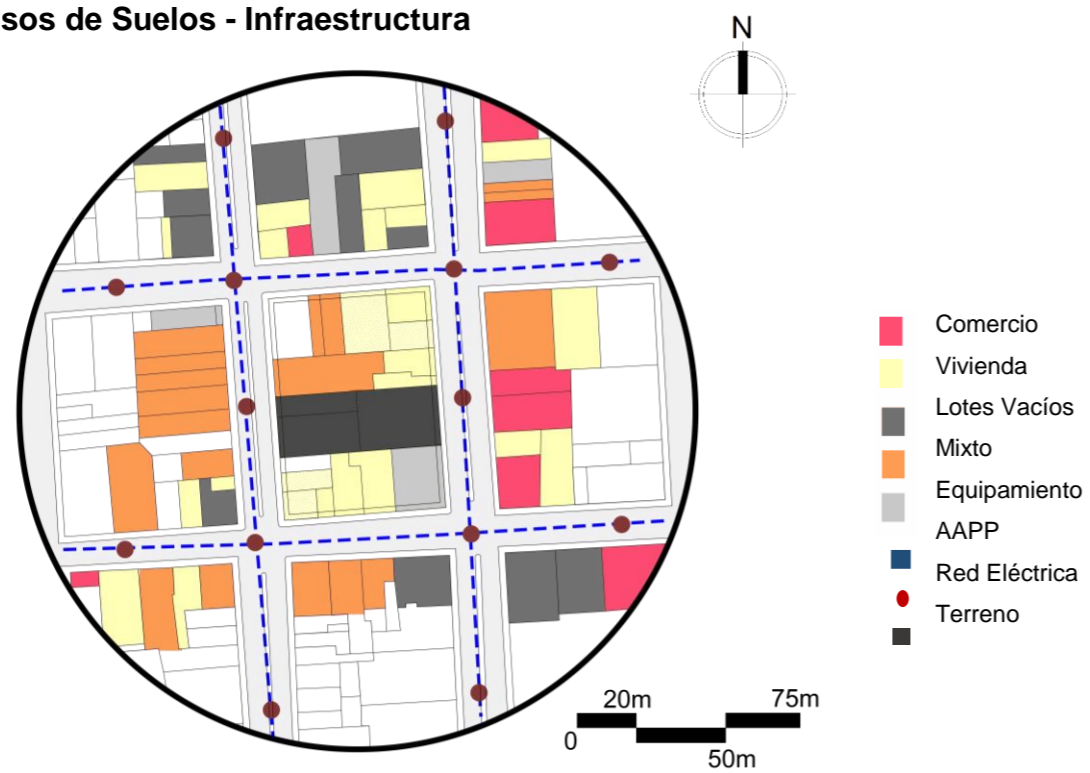 sos de Suelos - Infraestructura
N
Comercio
Vivienda
Lotes Vacíos
Mixto
Equipamiento
AAPP
Red Eléctrica
Terreno
20m 75m
0
50m